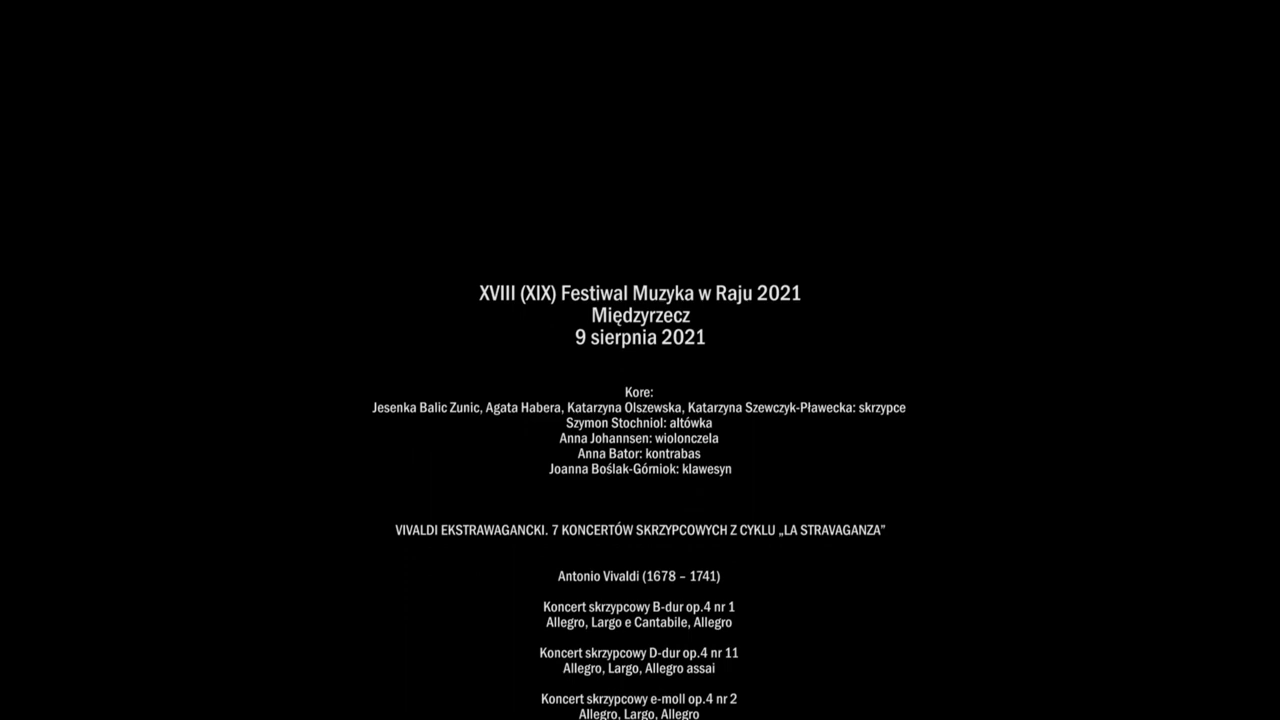 XVIII (XIX) Festiwal Muzyka w Raju 2021
Międzyrzecz
9 sierpnia 2021
Kore:
Jesenka Balic Zunic, Agata Habera, Katarzyna Olszewska, Katarzyna Szewczyk-Pławecka: skrzypce
Szymon Stochniol: altówka
Anna Johannsen: wiolonczela
Anna Bator: kontrabas
Joanna Boślak-Górniok: klawesyn
VIVALDI EKSTRAWAGANCKI. 7 KONCERTÓW SKRZYPCOWYCH Z CYKLU „LA STRAVAGANZA”
Antonio Vivaldi (1678 – 1741)
Koncert skrzypcowy B-dur op.4 nr 1
Allegro, Largo e Cantabile, Allegro
Koncert skrzypcowy D-dur op.4 nr 11
Allegro, Largo, Allegro assai
Koncert skrzypcowy e-moll op.4 nr 2
Allegro, Largo, Allegro